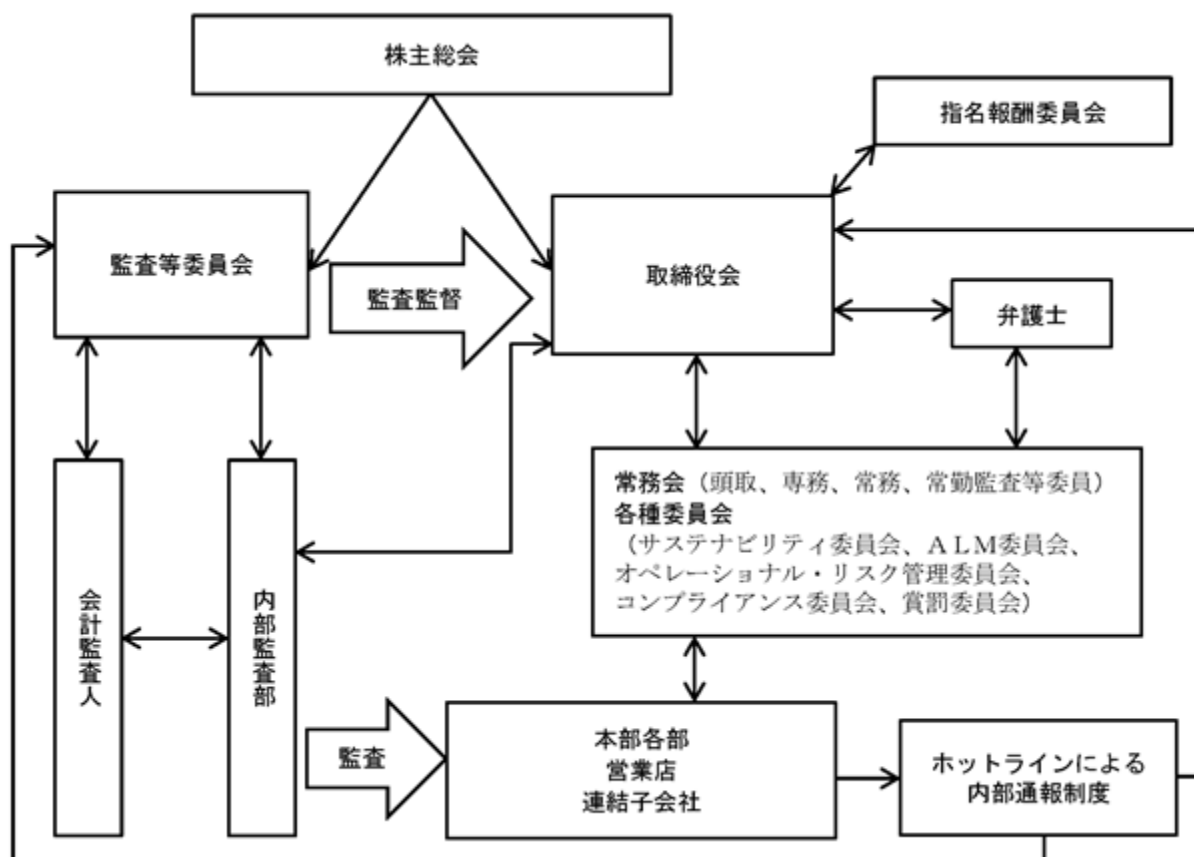 株主総会
指名報酬委員会
監査等委員会
監査監督
取締役会
弁護士
常務会（頭取、専務、常務、常勤監査等委員）
各種委員会
（サステナビリティ委員会、ＡＬＭ委員会、
オペレーショナル・リスク管理委員会、
コンプライアンス委員会、賞罰委員会）
会計監査人
内部監査部
監査
本部各部
営業店
連結子会社
ホットラインによる
内部通報制度